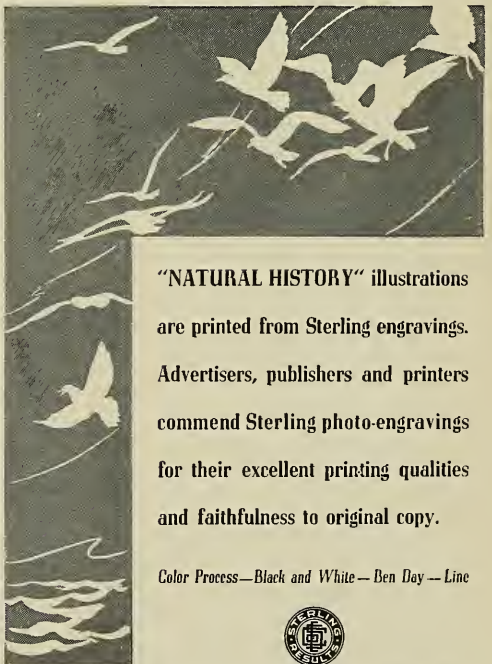 “NATURAL HISTORY“ illustrations
are printed from Sterling engravings.
Advertisers, publishers and printers
commend Sterling photo-engravings
for their excellent printing qualities
and faithfulness to original copy.
Color Process—Black and White—Ben Day—Line
STERLING
RESULTS